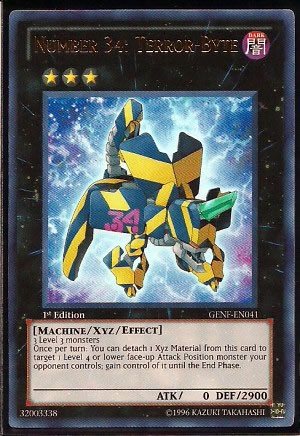 NUMBER 34: TERROR-BYTE
DARK
闇
34
1st Edition
GENF-EN041
[MACHINE/XYZ/EFFECT]
3 Level 3 monsters
Once per turn: You can detach 1 Xyz Material from this card to
target 1 Level 4 or lower face-up Attack Position monster your
opponent controls; gain control of it until the End Phase.
ATK/ 0 DEF/2900
32003338
©1996 KAZUKI TAKAHASHI